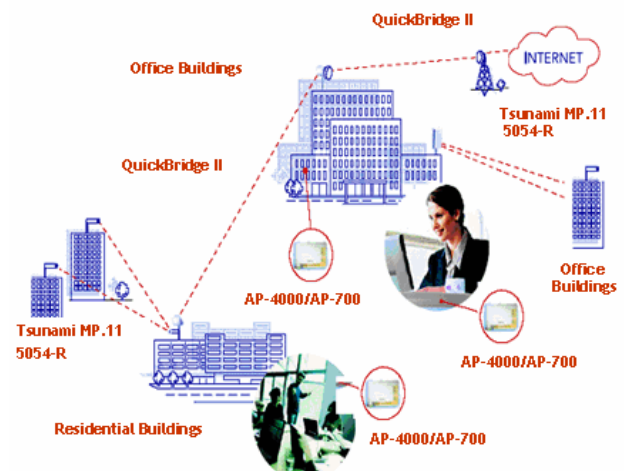 QuickBridge II
Office Buildings
INTERNET
Tsunami MP.11
5054-R
QuickBridge II
Office
Buildings
AP-4000/AP-700
Tsunami MP.11
5054-R
AP-4000/AP-700
Residential Buildings
AP-4000/AP-700